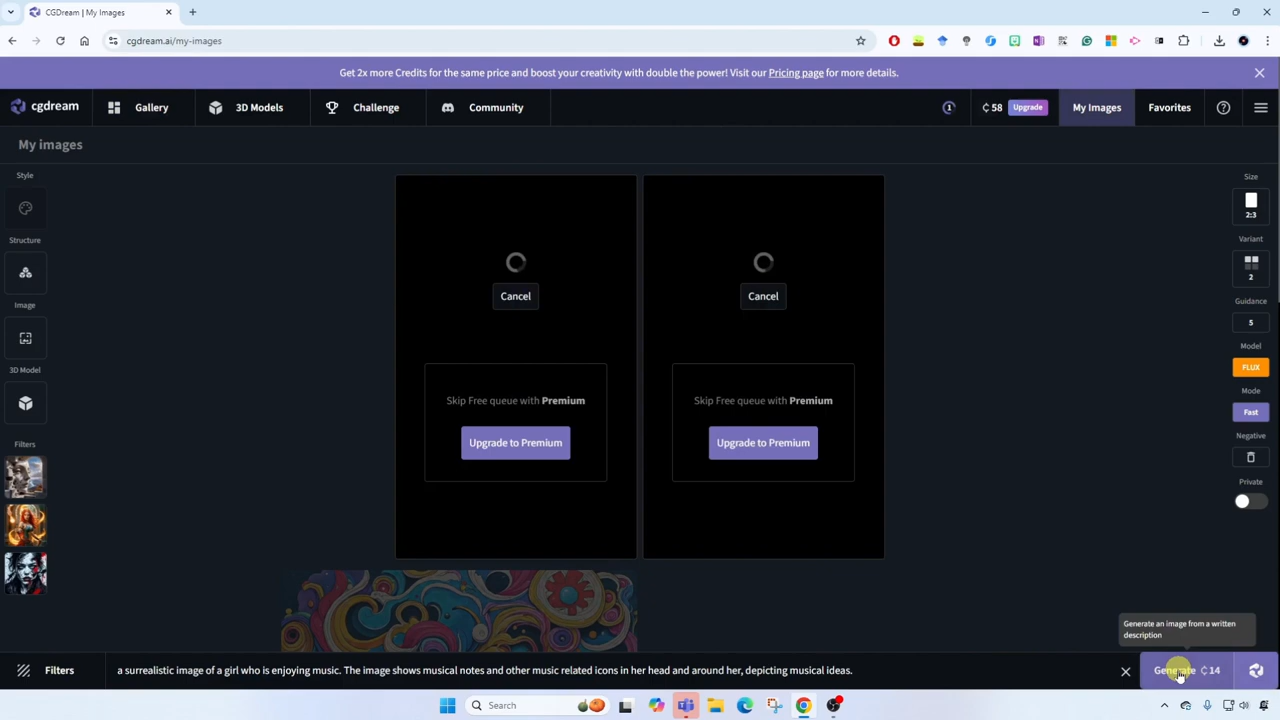 CGDream | My Images
cgdream.ai/my-images
Get 2x more Credits for the same price and boost your creativity with double the power! Visit our Pricing page for more details.
cgdream
Gallery
3D Models
Challenge
Community
1
₵ 58
Upgrade
My Images
Favorites
My images
Style
Structure
Image
3D Model
Filters
Cancel
Skip Free queue with Premium
Upgrade to Premium
Cancel
Skip Free queue with Premium
Upgrade to Premium
Size
2:3
Variant
2
Guidance
5
Model
FLUX
Mode
Fast
Negative
Private
Generate an image from a written
description
Filters
a surrealistic image of a girl who is enjoying music. The image shows musical notes and other music related icons in her head and around her, depicting musical ideas.
Generate ₵ 14
Search